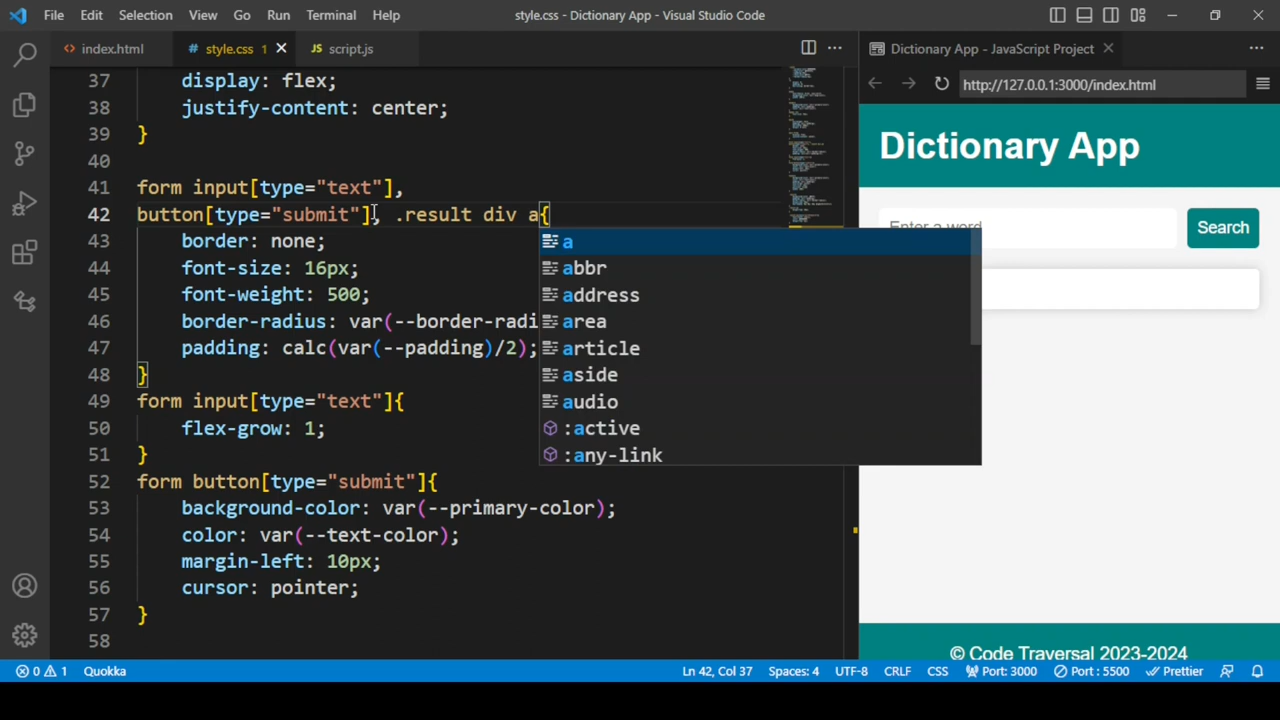 File Edit Selection View Go Run Terminal Help style.css - Dictionary App - Visual Studio Code
index.html # style.css 1 JS script.js
Dictionary App - JavaScript Project
http://127.0.0.1:3000/index.html
37 display: flex;
38 justify-content: center;
39 }
40
41 form input[type="text"],
42 button[type="submit"], .result div a{
43 border: none;
44 font-size: 16px;
45 font-weight: 500;
46 border-radius: var(--border-radi
47 padding: calc(var(--padding)/2);
48 }
49 form input[type="text"]{
50 flex-grow: 1;
51 }
52 form button[type="submit"]{
53 background-color: var(--primary-color);
54 color: var(--text-color);
55 margin-left: 10px;
56 cursor: pointer;
57 }
58
a
abbr
address
area
article
aside
audio
:active
:any-link
Dictionary App
Enter a word
Search
© Code Traversal 2023-2024
0 1 Quokka Ln 42, Col 37 Spaces: 4 UTF-8 CRLF CSS Port: 3000 Port : 5500 Prettier